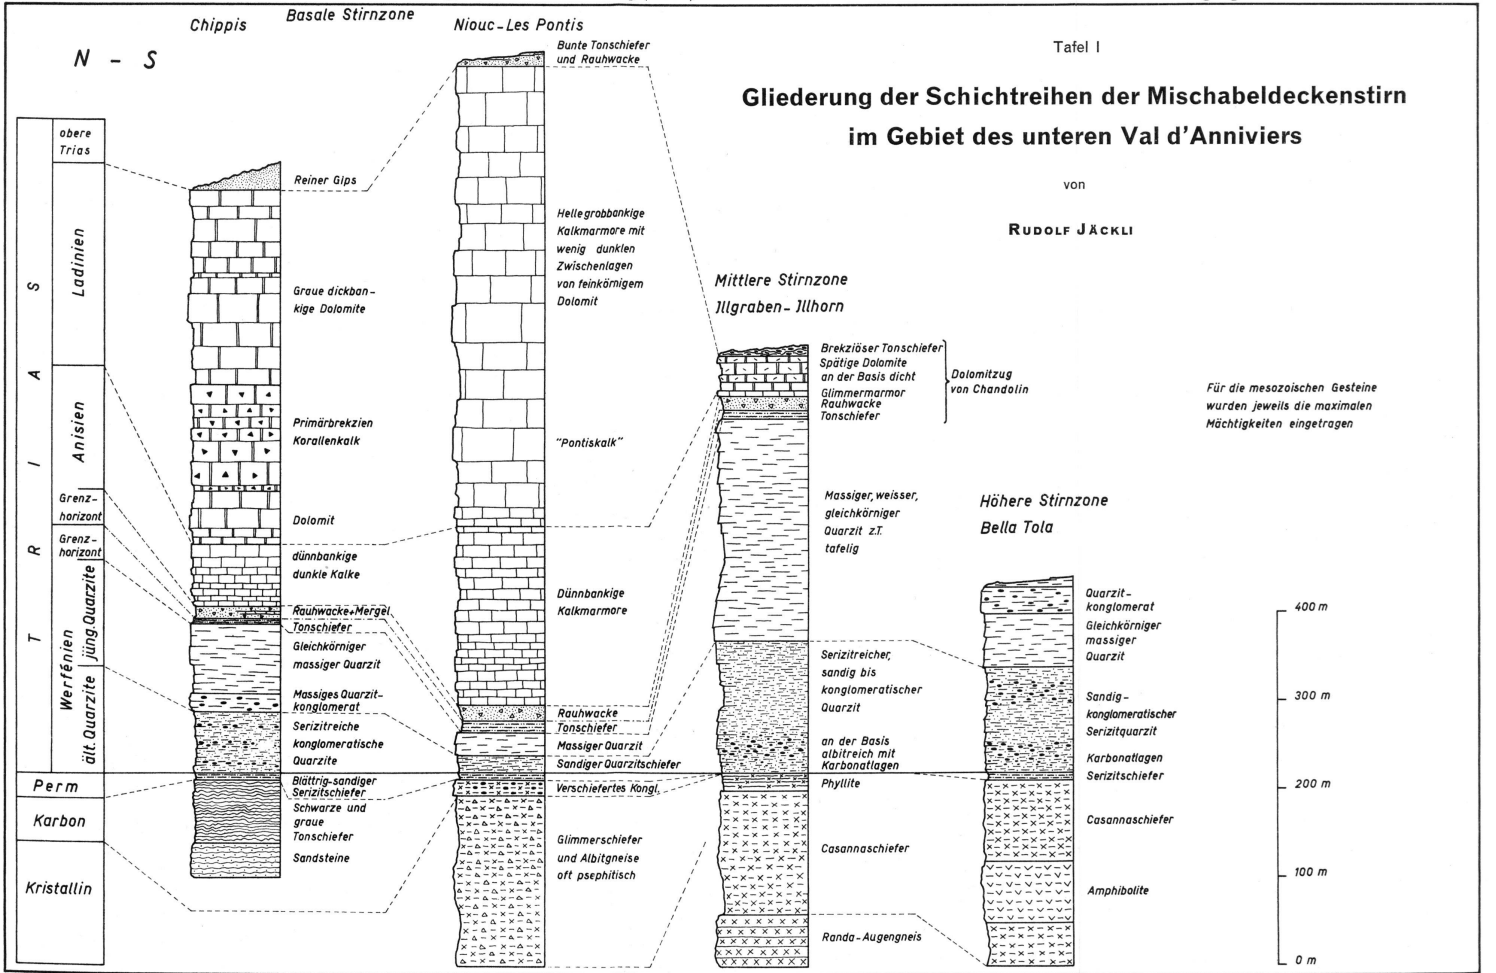 Tafel I
Gliederung der Schichtreihen der Mischabeldeckenstirn
im Gebiet des unteren Val d'Anniviers
von
RUDOLF JÄCKLI
Für die mesozoischen Gesteine
wurden jeweils die maximalen
Mächtigkeiten eingetragen
N - S
TRIAS
obere
Trias
Ladinien
Anisien
Grenz-
horizont
Grenz-
horizont
Werfénien
ält. Quarzite jüng. Quarzite
Perm
Karbon
Kristallin
Basale Stirnzone
Chippis
Reiner Gips
Graue dickban-
kige Dolomite
Primärbrekzien
Korallenkalk
Dolomit
dünnbankige
dunkle Kalke
Rauhwacke+Mergel
Tonschiefer
Gleichkörniger
massiger Quarzit
Massiges Quarzit-
konglomerat
Serizitreiche
konglomeratische
Quarzite
Blättrig-sandiger
Serizitschiefer
Schwarze und
graue
Tonschiefer
Sandsteine
Niouc-Les Pontis
Bunte Tonschiefer
und Rauhwacke
Helle grobbankige
Kalkmarmore mit
wenig dunklen
Zwischenlagen
von feinkörnigem
Dolomit
"Pontiskalk"
Dünnbankige
Kalkmarmore
Rauhwacke
Tonschiefer
Massiger Quarzit
Sandiger Quarzitschiefer
Verschiefertes Kongl.
Glimmerschiefer
und Albitgneise
oft psephitisch
Mittlere Stirnzone
Jllgraben- Jllhorn
Brekziöser Tonschiefer
Spätige Dolomite
an der Basis dicht
Glimmermarmor
Rauhwacke
Tonschiefer
Dolomitzug
von Chandolin
Massiger, weisser,
gleichkörniger
Quarzit z.T.
tafelig
Serizitreicher,
sandig bis
konglomeratischer
Quarzit
an der Basis
albitreich mit
Karbonatlagen
Phyllite
Casannaschiefer
Randa-Augengneis
Höhere Stirnzone
Bella Tola
Quarzit-
konglomerat
Gleichkörniger
massiger
Quarzit
Sandig-
konglomeratischer
Serizitquarzit
Karbonatlagen
Serizitschiefer
Casannaschiefer
Amphibolite
400 m
300 m
200 m
100 m
0 m